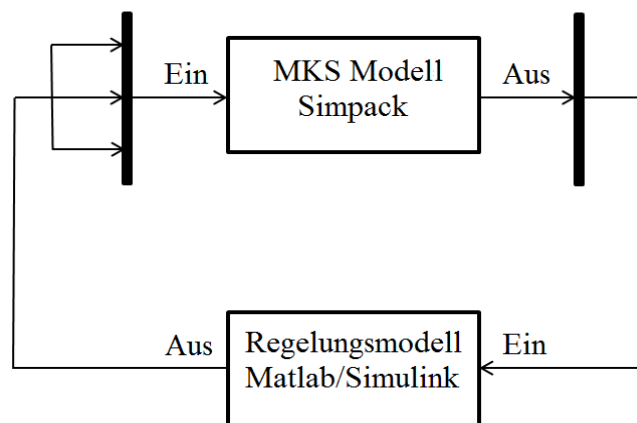 Ein
MKS Modell
Simpack
Aus
Aus
Regelungsmodell
Matlab/Simulink
Ein